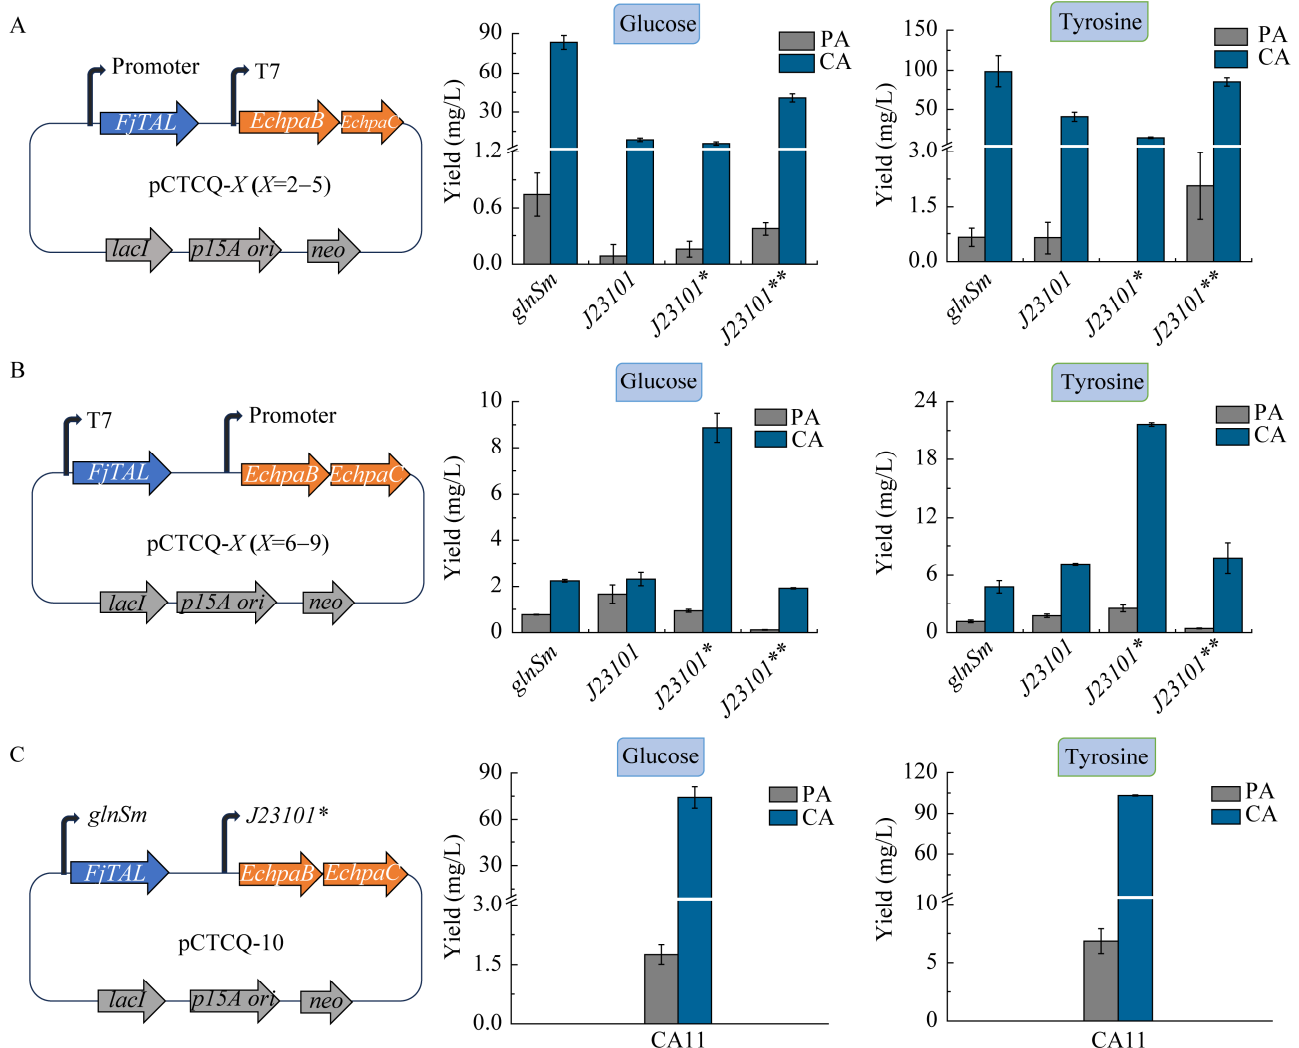 A
Promoter
T7
FjTAL
EchpaB
EchpaC
pCTCQ-X (X=2–5)
lacI
p15A ori
neo
Glucose
PA
CA
Yield (mg/L)
90
60
30
1.2
0.6
0.0
glnSm
J23101
J23101*
J23101**
Tyrosine
PA
CA
Yield (mg/L)
150
100
50
3.0
1.5
0.0
glnSm
J23101
J23101*
J23101**
B
T7
Promoter
FjTAL
EchpaB
EchpaC
pCTCQ-X (X=6–9)
lacI
p15A ori
neo
Glucose
PA
CA
Yield (mg/L)
10
8
6
4
2
0
glnSm
J23101
J23101*
J23101**
Tyrosine
PA
CA
Yield (mg/L)
24
18
12
6
0
glnSm
J23101
J23101*
J23101**
C
glnSm
J23101*
FjTAL
EchpaB
EchpaC
pCTCQ-10
lacI
p15A ori
neo
Glucose
PA
CA
Yield (mg/L)
90
60
30
3.0
1.5
0.0
CA11
Tyrosine
PA
CA
Yield (mg/L)
120
90
60
10
5
0
CA11